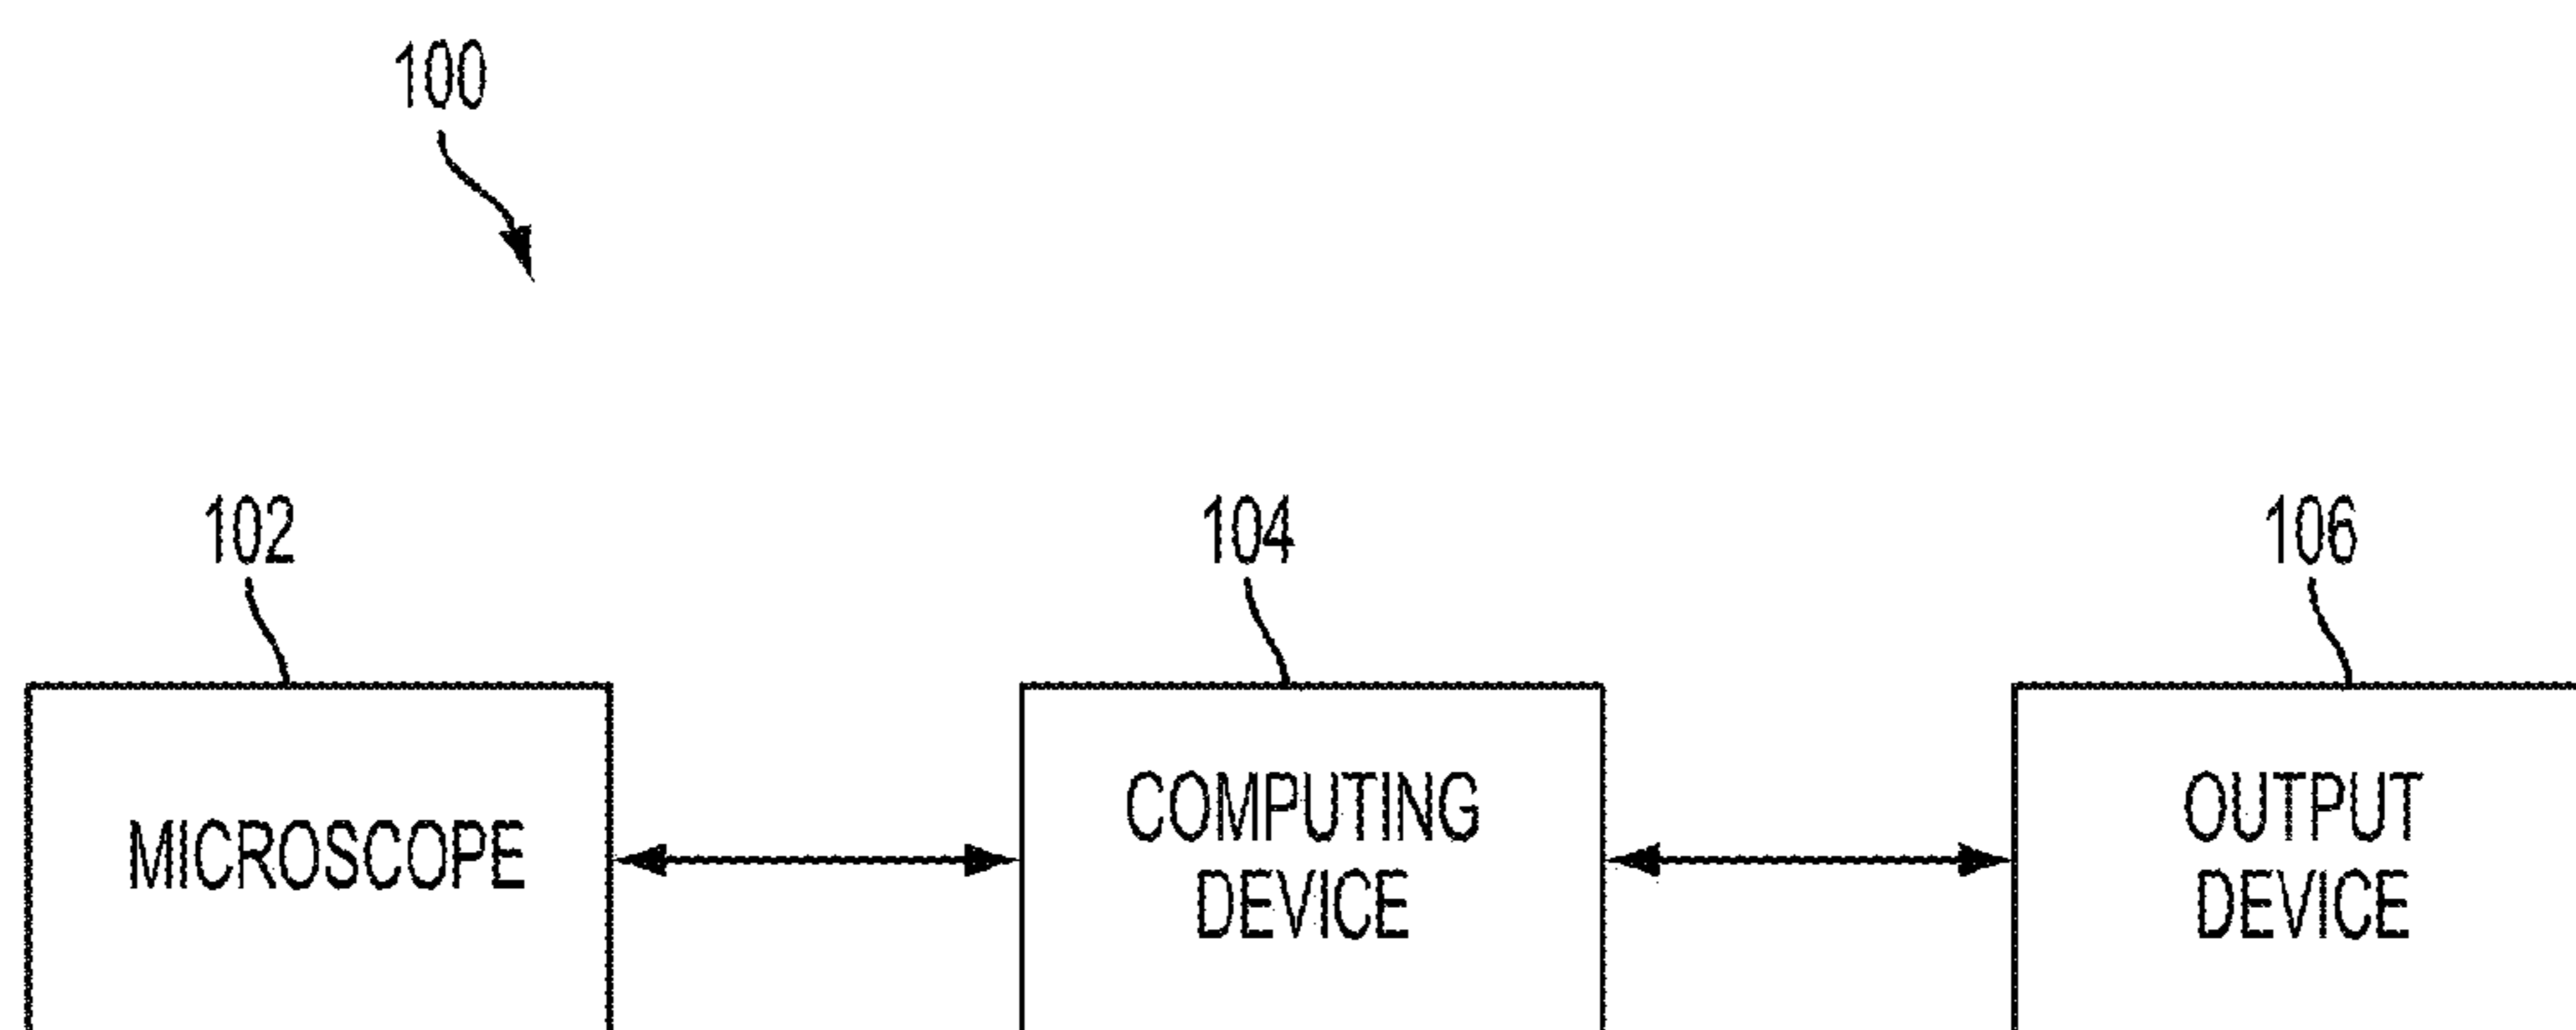 100
102
104
106
MICROSCOPE
COMPUTING
DEVICE
OUTPUT
DEVICE